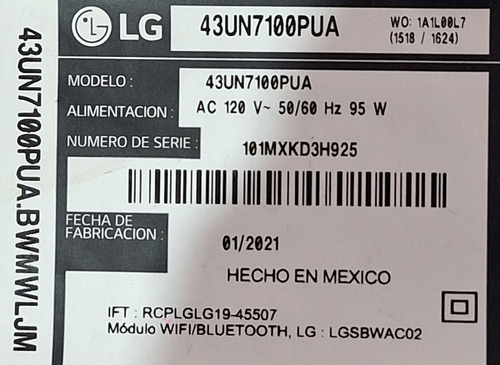 LG 43UN7100PUA WO: 1A1L00L7
(1518 / 1624)
MODELO : 43UN7100PUA
ALIMENTACION : AC 120 V~ 50/60 Hz 95 W
NUMERO DE SERIE : 101MXKD3H925
FECHA DE
FABRICACION : 01/2021
HECHO EN MEXICO
IFT : RCPLGLG19-45507
Módulo WIFI/BLUETOOTH, LG : LGSBWAC02
43UN7100PUA.BWMWLJM